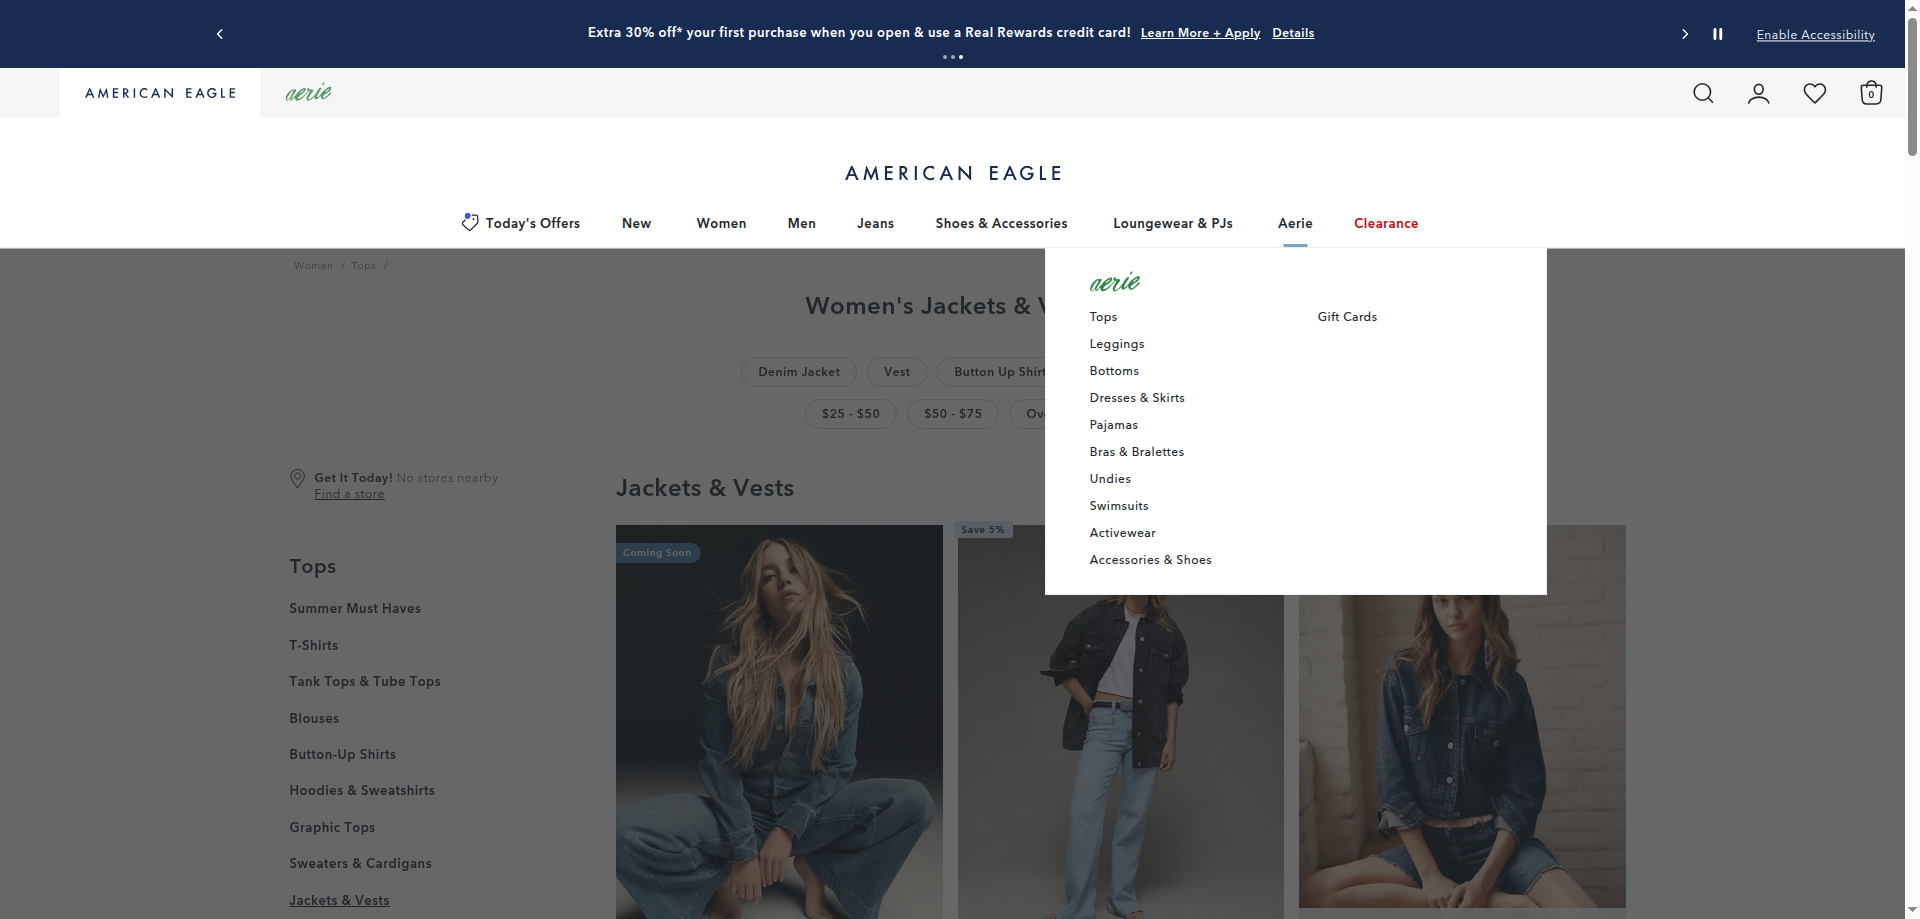 Extra 30% off* your first purchase when you open & use a Real Rewards credit card! Learn More + Apply Details
Enable Accessibility
AMERICAN EAGLE
aerie
0
AMERICAN EAGLE
Today's Offers
New
Women
Men
Jeans
Shoes & Accessories
Loungewear & PJs
Aerie
Clearance
Women / Tops /
Women's Jackets &
Denim Jacket
Vest
Button Up Shirt
$25 - $50
$50 - $75
aerie
Tops
Leggings
Bottoms
Dresses & Skirts
Pajamas
Bras & Bralettes
Undies
Swimsuits
Activewear
Accessories & Shoes
Gift Cards
Get It Today! No stores nearby
Find a store
Tops
Summer Must Haves
T-Shirts
Tank Tops & Tube Tops
Blouses
Button-Up Shirts
Hoodies & Sweatshirts
Graphic Tops
Sweaters & Cardigans
Jackets & Vests
Jackets & Vests
Coming Soon
Save 5%